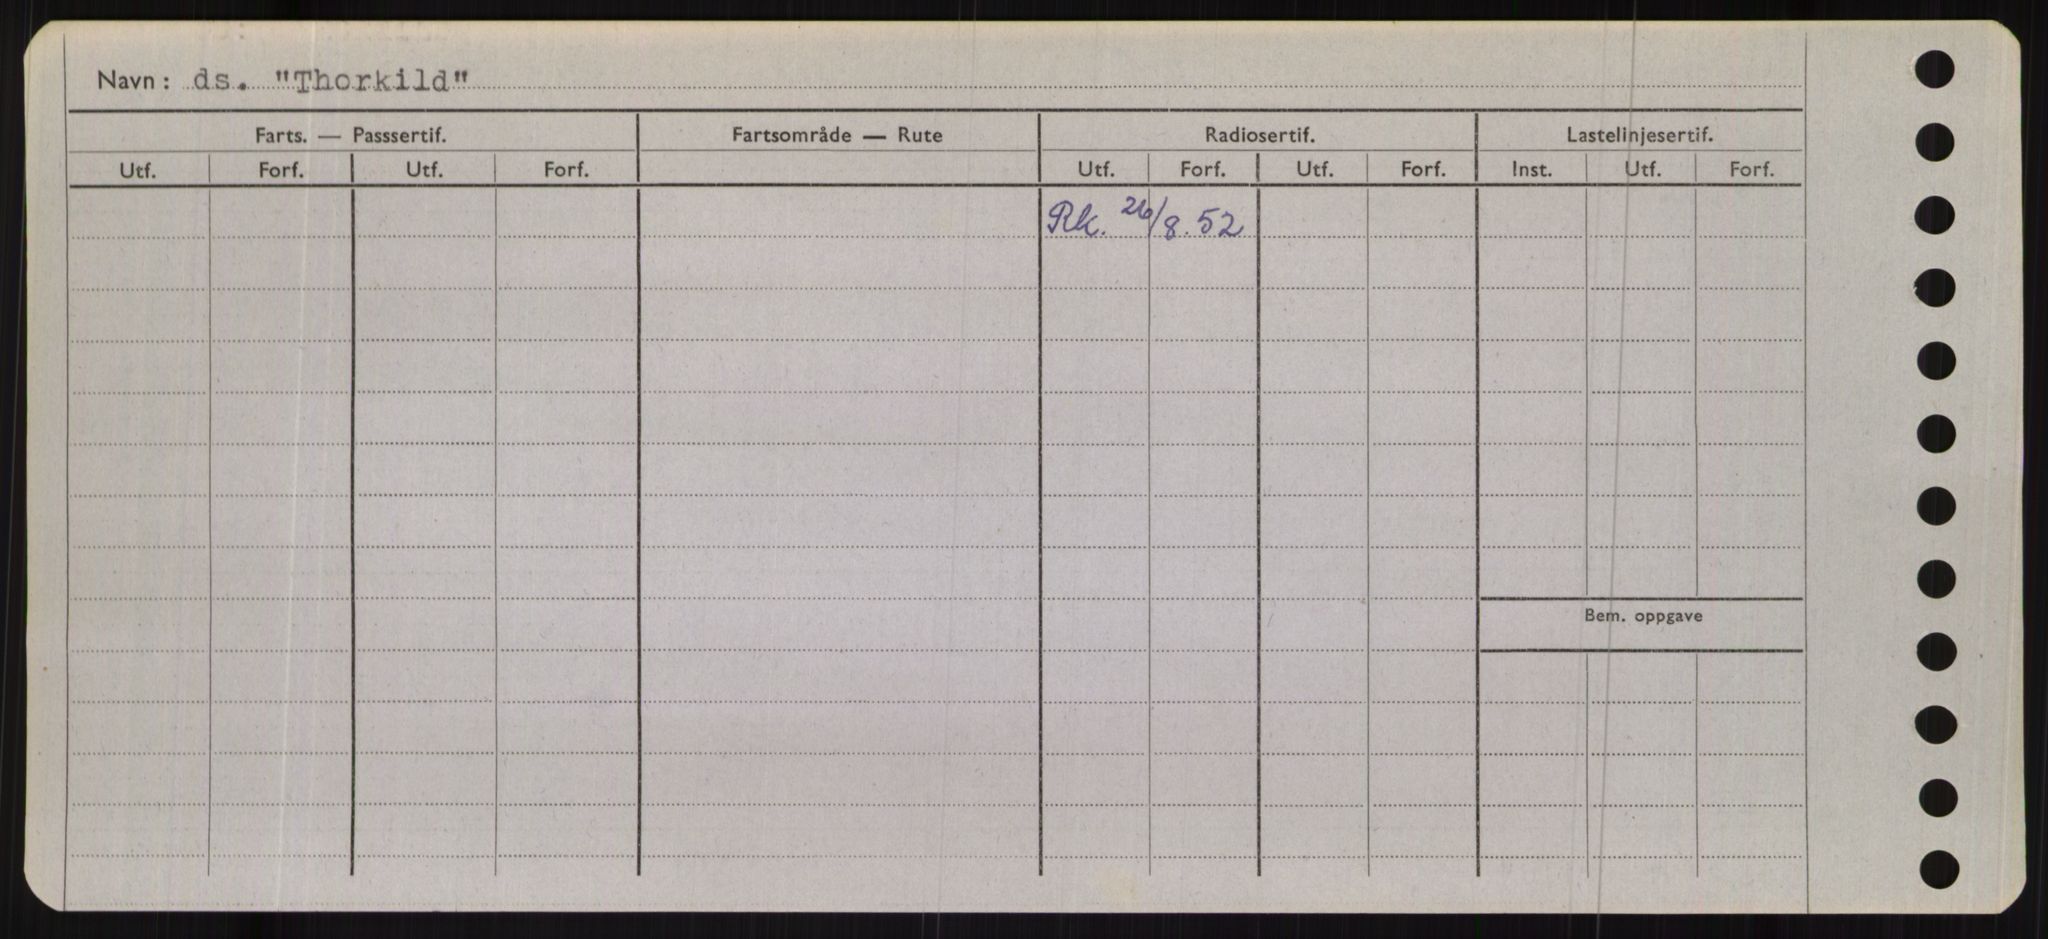 Navn: ds. "Thorkild"
Farts. — Passsertif. Fartsområde — Rute Radiosertif. Lastelinjesertif.
Utf. Forf. Utf. Forf. Utf. Forf. Utf. Forf. Inst. Utf. Forf.
Rk. 26/8.52
Bem. oppgave